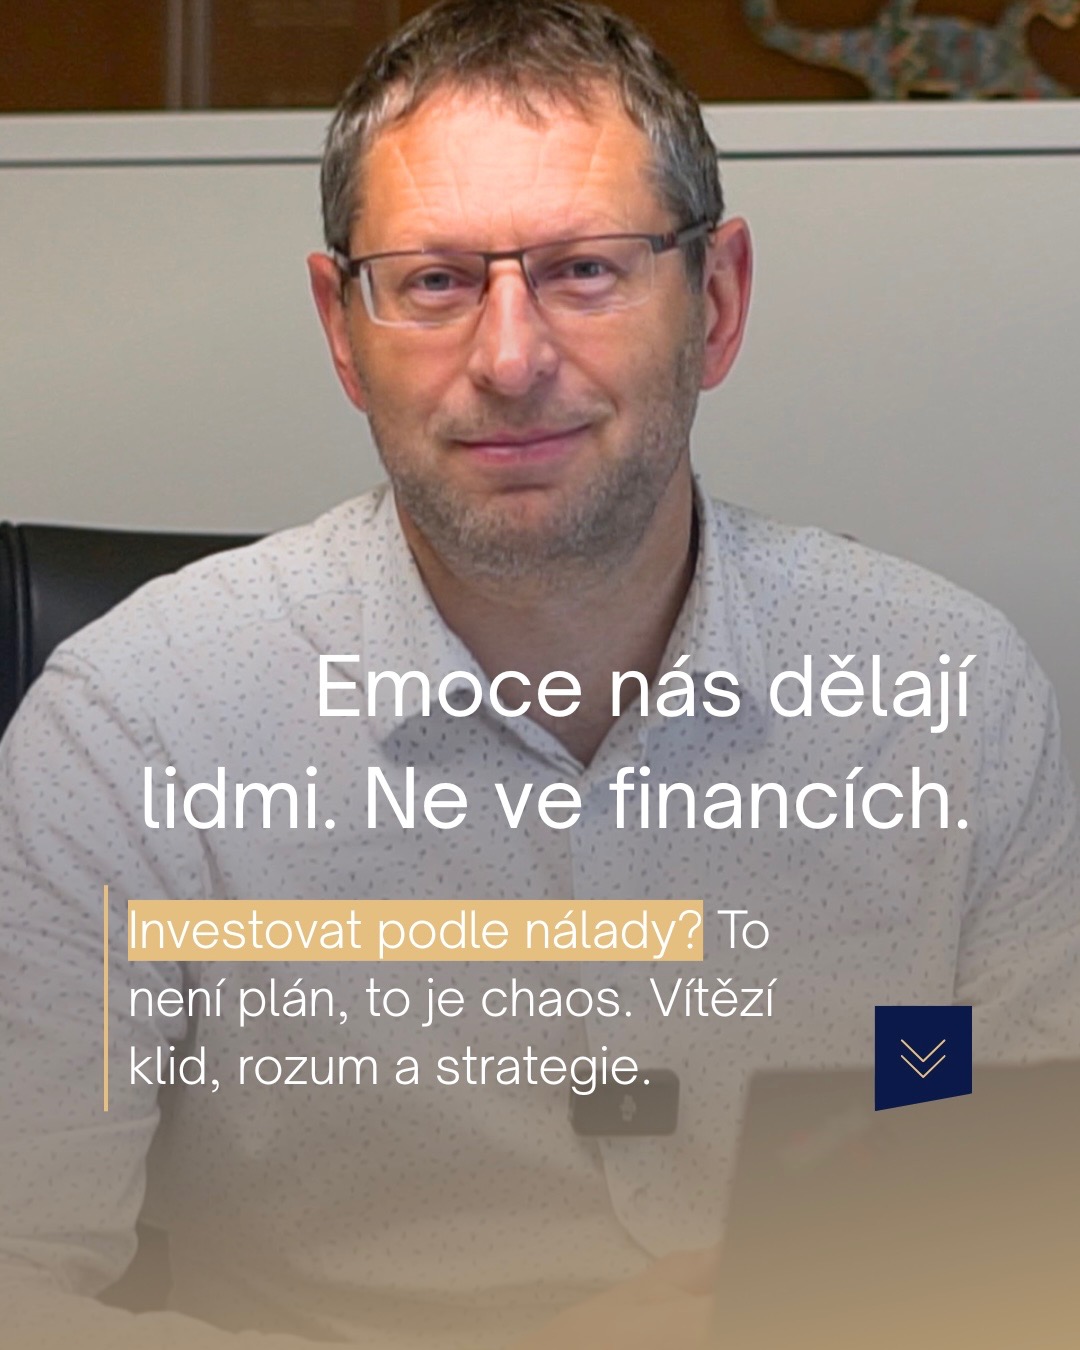 Emoce nás dělají
lidmi. Ne ve financích.
Investovat podle nálady? To
není plán, to je chaos. Vítězí
klid, rozum a strategie.